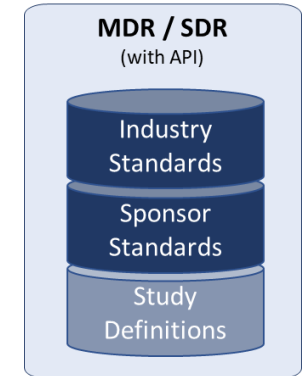 MDR / SDR
(with API)
Industry
Standards
Sponsor
Standards
Study
Definitions